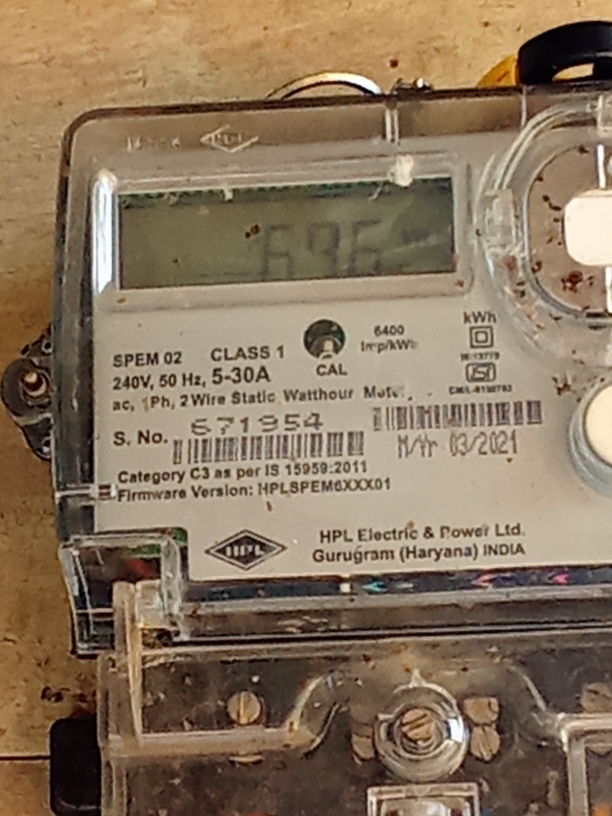 HPL
696
kWh
SPEM 02 CLASS 1
CAL
6400
Imp/kWh
240V, 50 Hz, 5-30A
ac, 1Ph, 2 Wire Static Watthour
S. No. 671954
M/Yr 03/2021
Category C3 as per IS 15959:2011
Firmware Version: HPLSPEM6XXX01
HPL
HPL Electric & Power Ltd.
Gurugram (Haryana) INDIA